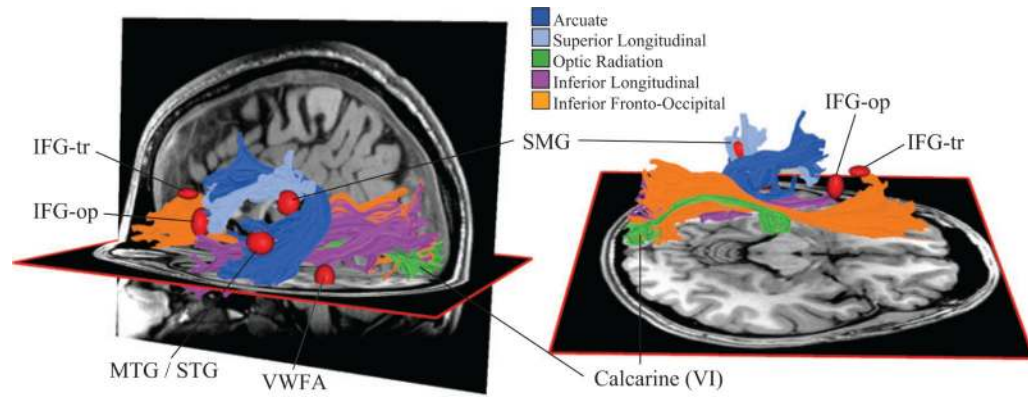 Arcuate
Superior Longitudinal
Optic Radiation
Inferior Longitudinal
Inferior Fronto-Occipital
IFG-tr
IFG-op
SMG
IFG-op
IFG-tr
MTG / STG
VWFA
Calcarine (VI)